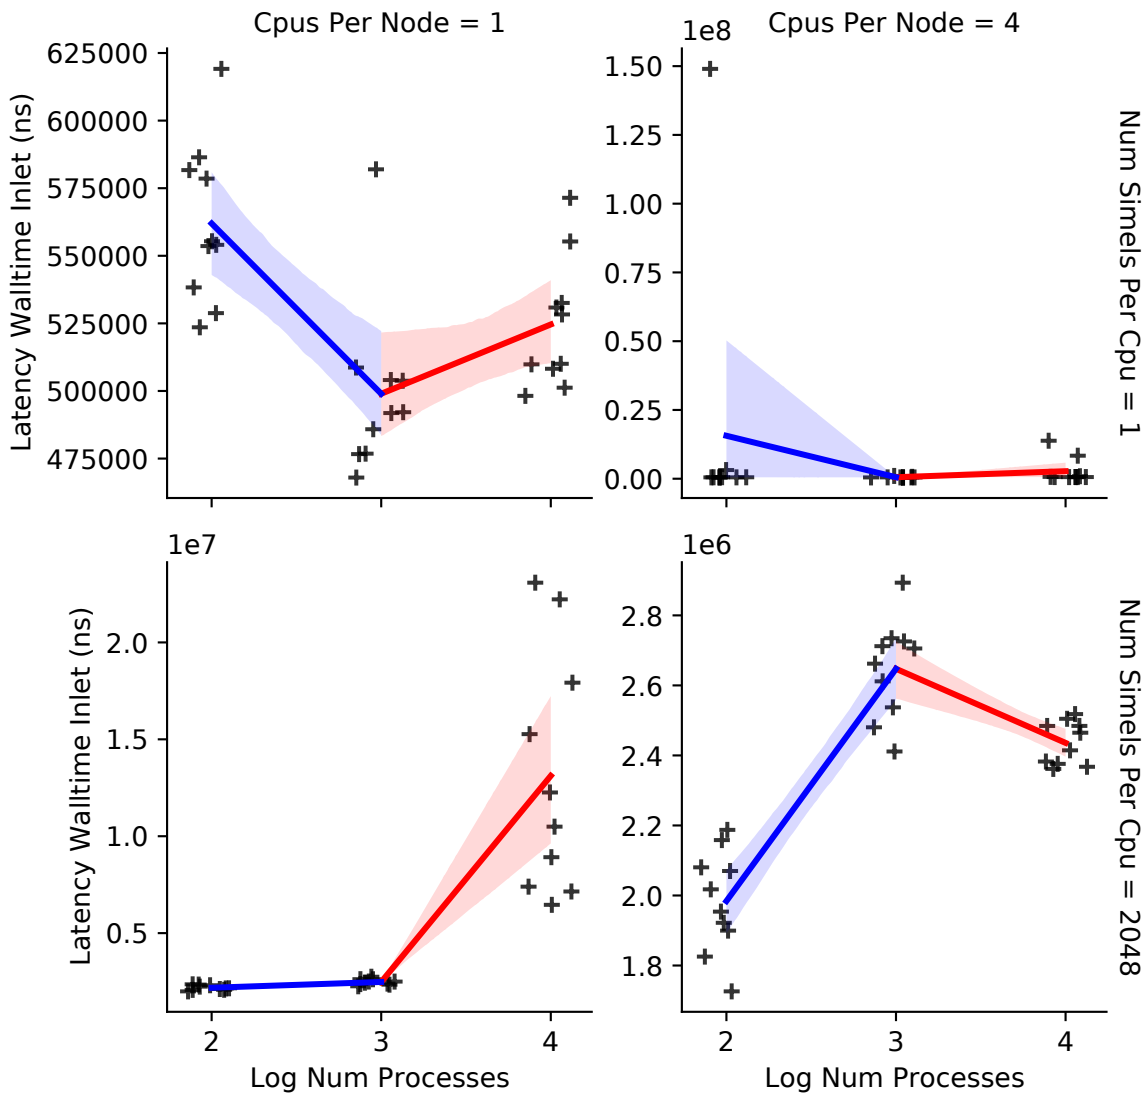 Cpus Per Node = 1
Cpus Per Node = 4
1e8
625000
600000
575000
550000
525000
500000
475000
Latency Walltime Inlet (ns)
1.50
1.25
1.00
0.75
0.50
0.25
0.00
Num Simels Per Cpu = 1
1e7
2.0
1.5
1.0
0.5
Latency Walltime Inlet (ns)
2
3
4
Log Num Processes
1e6
2.8
2.6
2.4
2.2
2.0
1.8
2
3
4
Log Num Processes
Num Simels Per Cpu = 2048